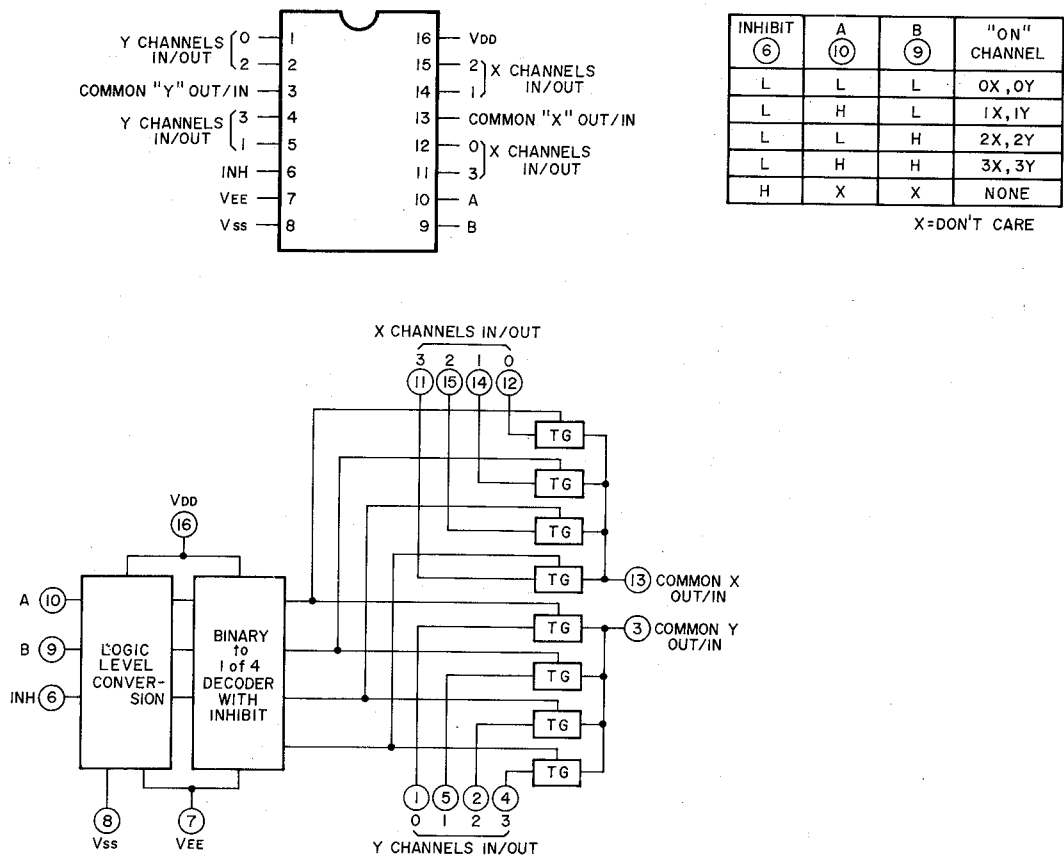 Y CHANNELS IN/OUT
0 1
2 2
COMMON "Y" OUT/IN 3
Y CHANNELS IN/OUT
3 4
1 5
INH 6
VEE 7
VSS 8
16 VDD
15 2
14 1
X CHANNELS IN/OUT
13 COMMON "X" OUT/IN
12 0
11 3
X CHANNELS IN/OUT
10 A
9 B
INHIBIT 6 A 10 B 9 "ON" CHANNEL
L L L 0X, 0Y
L H L 1X, 1Y
L L H 2X, 2Y
L H H 3X, 3Y
H X X NONE
X=DON'T CARE
X CHANNELS IN/OUT
3 2 1 0
11 15 14 12
TG
TG
TG
TG
13 COMMON X
OUT/IN
TG
3 COMMON Y
OUT/IN
TG
TG
TG
VDD
16
A 10
B 9
INH 6
LOGIC
LEVEL
CONVER-
SION
BINARY
to
1 of 4
DECODER
WITH
INHIBIT
8
VSS
7
VEE
1 5 2 4
0 1 2 3
Y CHANNELS IN/OUT